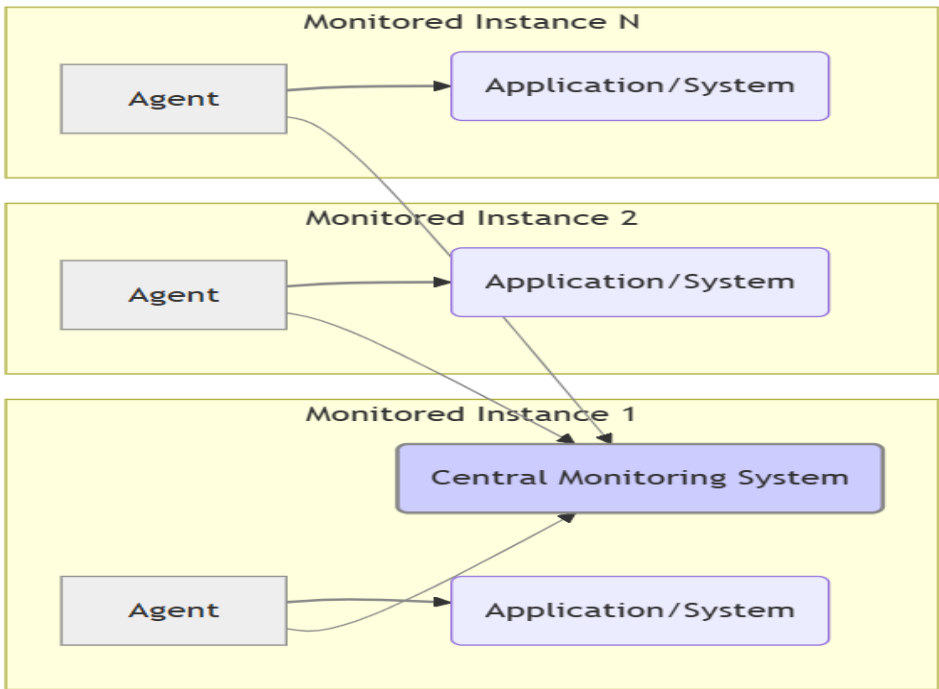 Monitored Instance N
Agent
Application/System
Monitored Instance 2
Agent
Application/System
Monitored Instance 1
Central Monitoring System
Agent
Application/System